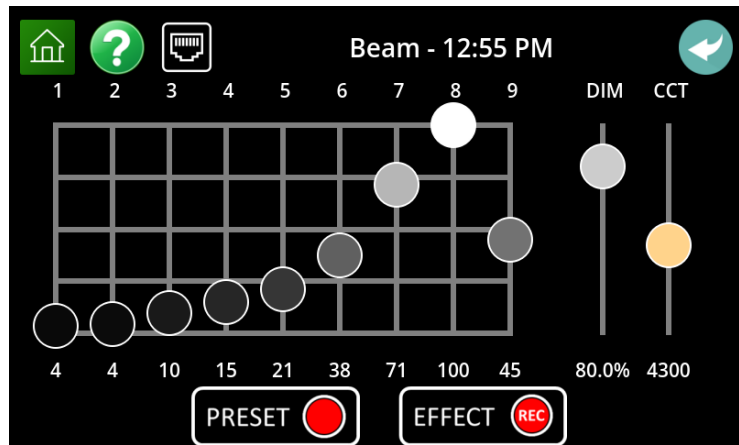 Beam - 12:55 PM
1 2 3 4 5 6 7 8 9 DIM CCT
4 4 10 15 21 38 71 100 45 80.0% 4300
PRESET EFFECT REC